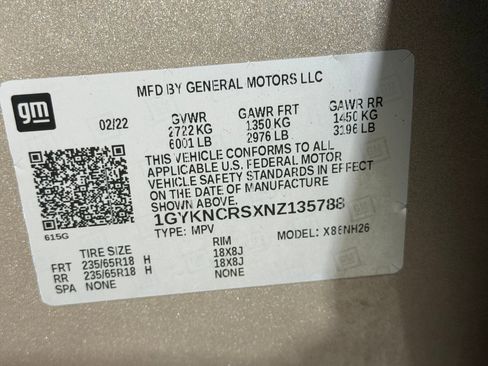 gm
MFD BY GENERAL MOTORS LLC
02/22 GVWR GAWR FRT GAWR RR
2722 KG 1350 KG 1450 KG
6001 LB 2976 LB 3196 LB
THIS VEHICLE CONFORMS TO ALL
APPLICABLE U.S. FEDERAL MOTOR
VEHICLE SAFETY STANDARDS IN EFFECT
ON THE DATE OF MANUFACTURE
SHOWN ABOVE.
1GYKNCRSXNZ135788
615G TYPE: MPV MODEL: X86NH26
TIRE SIZE RIM
FRT 235/65R18 H 18X8J
RR 235/65R18 H 18X8J
SPA NONE NONE
gm